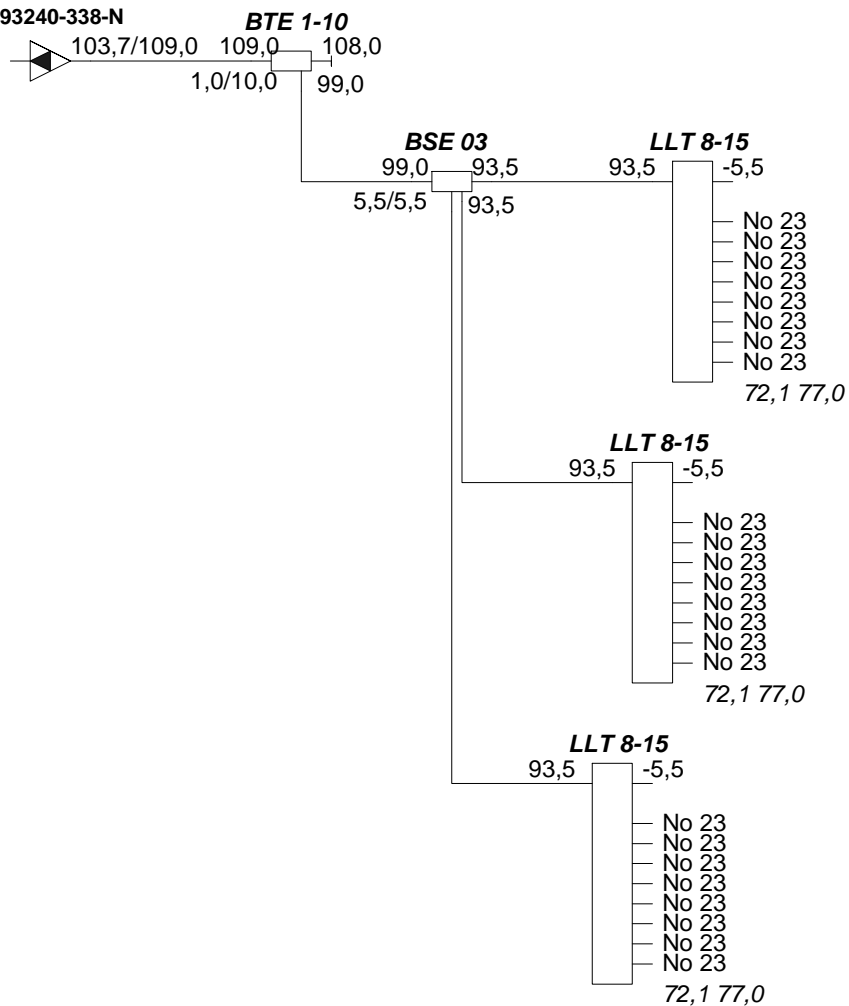 93240-338-N
BTE 1-10
103,7/109,0 109,0 108,0
1,0/10,0 99,0
BSE 03 LLT 8-15
99,0 93,5 93,5 -5,5
5,5/5,5 93,5
No 23
No 23
No 23
No 23
No 23
No 23
No 23
No 23
72,1 77,0
LLT 8-15
93,5 -5,5
No 23
No 23
No 23
No 23
No 23
No 23
No 23
No 23
72,1 77,0
LLT 8-15
93,5 -5,5
No 23
No 23
No 23
No 23
No 23
No 23
No 23
No 23
72,1 77,0